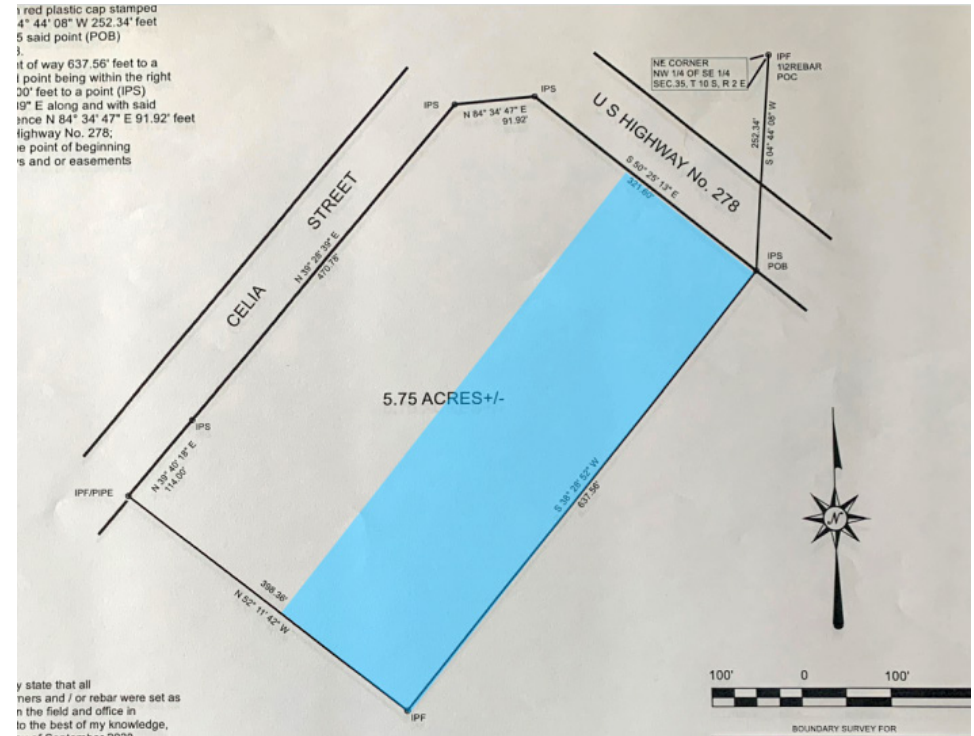 red plastic cap stamped
4° 44' 08" W 252.34' feet
5 said point (POB)
of way 637.56' feet to a
point being within the right
00' feet to a point (IPS)
E along and with said
ence N 84° 34' 47" E 91.92' feet
Highway No. 278;
e point of beginning
and or easements
NE CORNER
NW 1/4 OF SE 1/4
SEC.35, T 10 S, R 2 E
IPF
1\2REBAR
POC
IPS
IPS
N 84° 34' 47" E
91.92'
U S HIGHWAY No. 278
252.34'
S 04° 44' 08" W
S 50° 25' 13" E
321.60'
IPS
POB
CELIA STREET
N 39° 28' 39" E
470.78'
5.75 ACRES+/-
IPS
N 39° 40' 18" E
114.00'
IPF/PIPE
S 38° 28' 52" W
637.56'
398.36'
N 52° 11' 42" W
IPF
N
100' 0 100'
BOUNDARY SURVEY FOR
y state that all
ners and / or rebar were set as
n the field and office in
to the best of my knowledge,